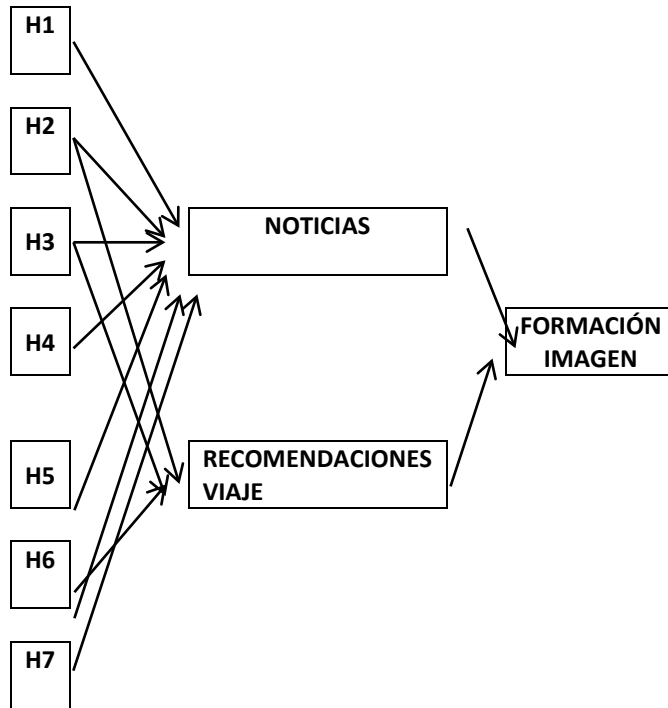 H1
H2
H3
NOTICIAS
H4
FORMACIÓN
IMAGEN
H5
RECOMENDACIONES
VIAJE
H6
H7